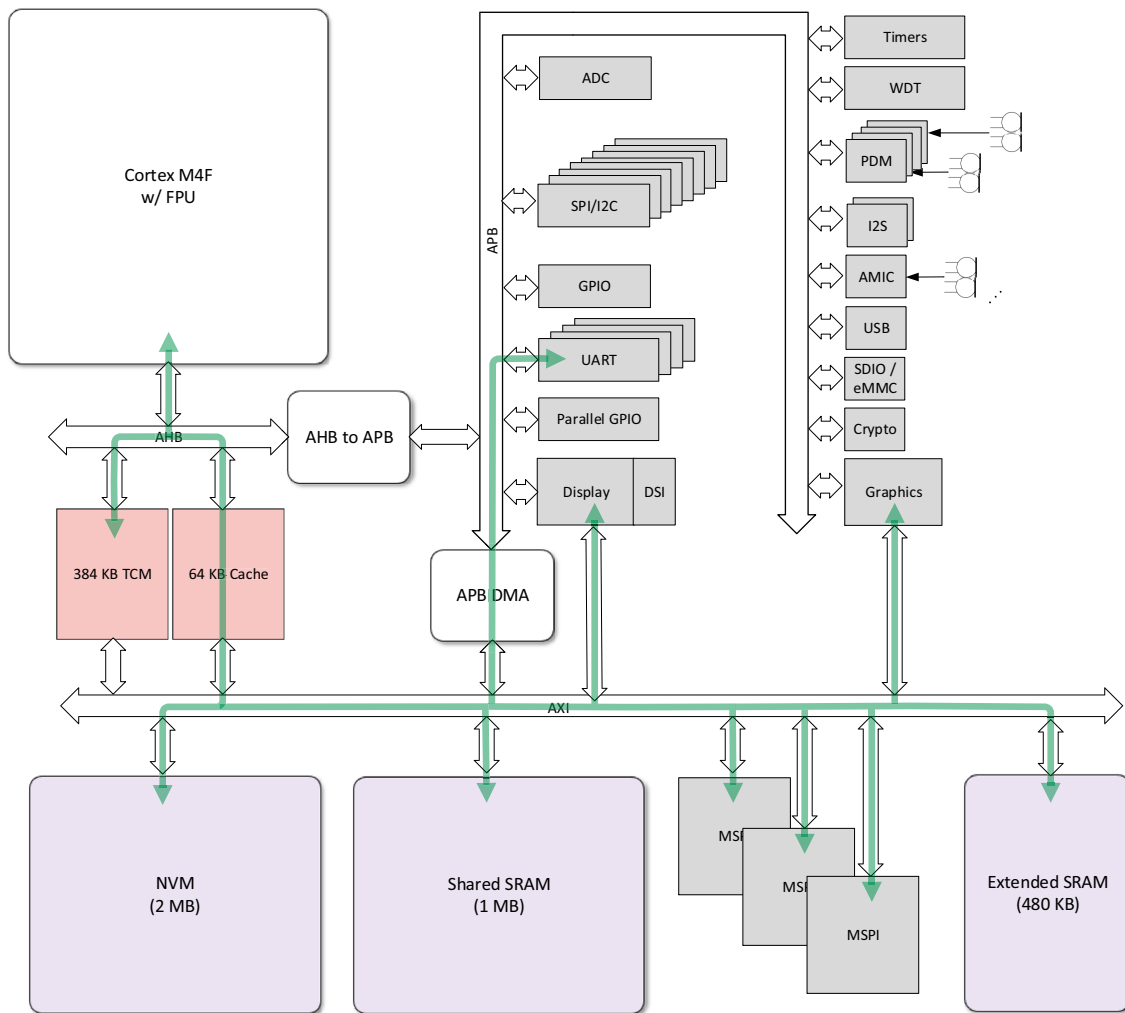 Cortex M4F
w/ FPU
AHB
AHB to APB
384 KB TCM
64 KB Cache
APB
ADC
SPI/I2C
GPIO
UART
Parallel GPIO
Display
DSI
APB DMA
Timers
WDT
PDM
I2S
AMIC
...
USB
SDIO /
eMMC
Crypto
Graphics
AXI
NVM
(2 MB)
Shared SRAM
(1 MB)
MSPI
MSPI
MSPI
Extended SRAM
(480 KB)